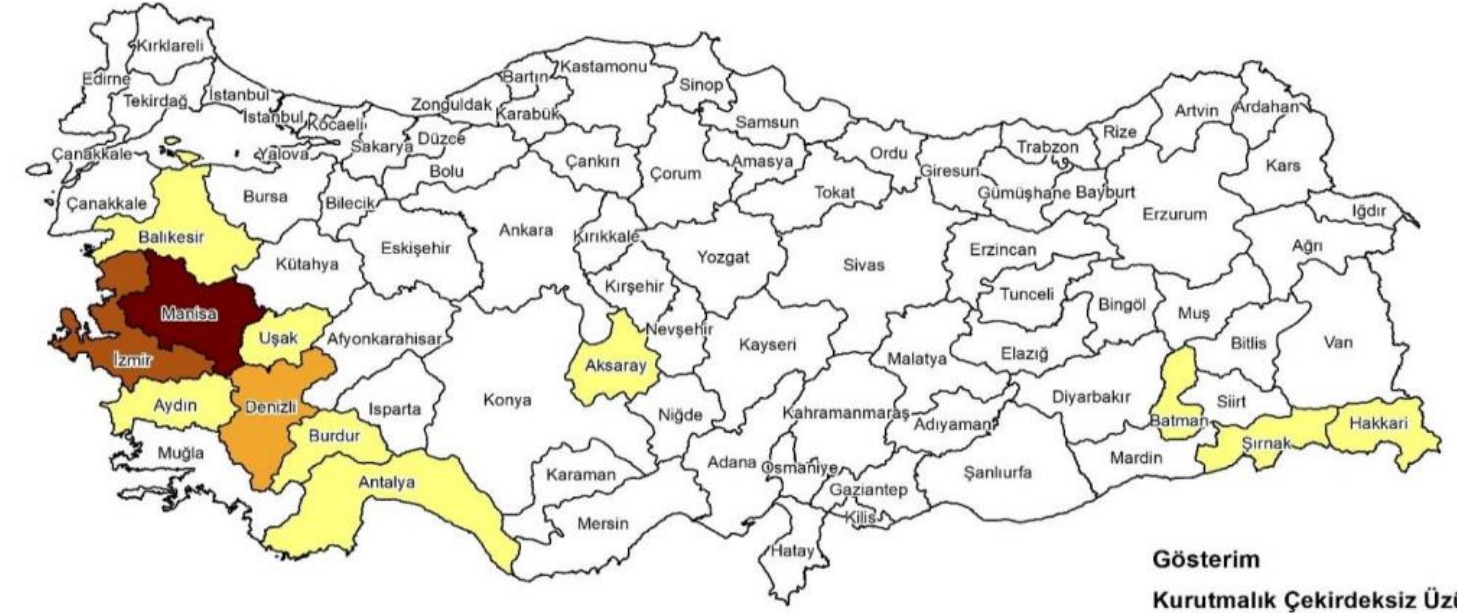 Kırklareli
Edirne
Tekirdağ
İstanbul
İstanbul
Kocaeli
Yalova
Sakarya
Düzce
Zonguldak
Bartın
Karabük
Kastamonu
Sinop
Samsun
Çankırı
Çorum
Amasya
Tokat
Ordu
Giresun
Gümüşhane
Trabzon
Bayburt
Rize
Artvin
Ardahan
Kars
Iğdır
Ağrı
Erzurum
Erzincan
Çanakkale
Çanakkale
Balıkesir
Bursa
Bilecik
Bolu
Eskişehir
Ankara
Kırıkkale
Yozgat
Sivas
Kütahya
Kırşehir
Nevşehir
Kayseri
Malatya
Tunceli
Elazığ
Bingöl
Muş
Bitlis
Van
Manisa
İzmir
Uşak
Afyonkarahisar
Aksaray
Aydın
Denizli
Isparta
Konya
Niğde
Kahramanmaraş
Adıyaman
Diyarbakır
Batman
Siirt
Şırnak
Hakkari
Muğla
Burdur
Antalya
Karaman
Mersin
Adana
Osmaniye
Gaziantep
Kilis
Şanlıurfa
Mardin
Hatay
Gösterim
Kurutmalık Çekirdeksiz